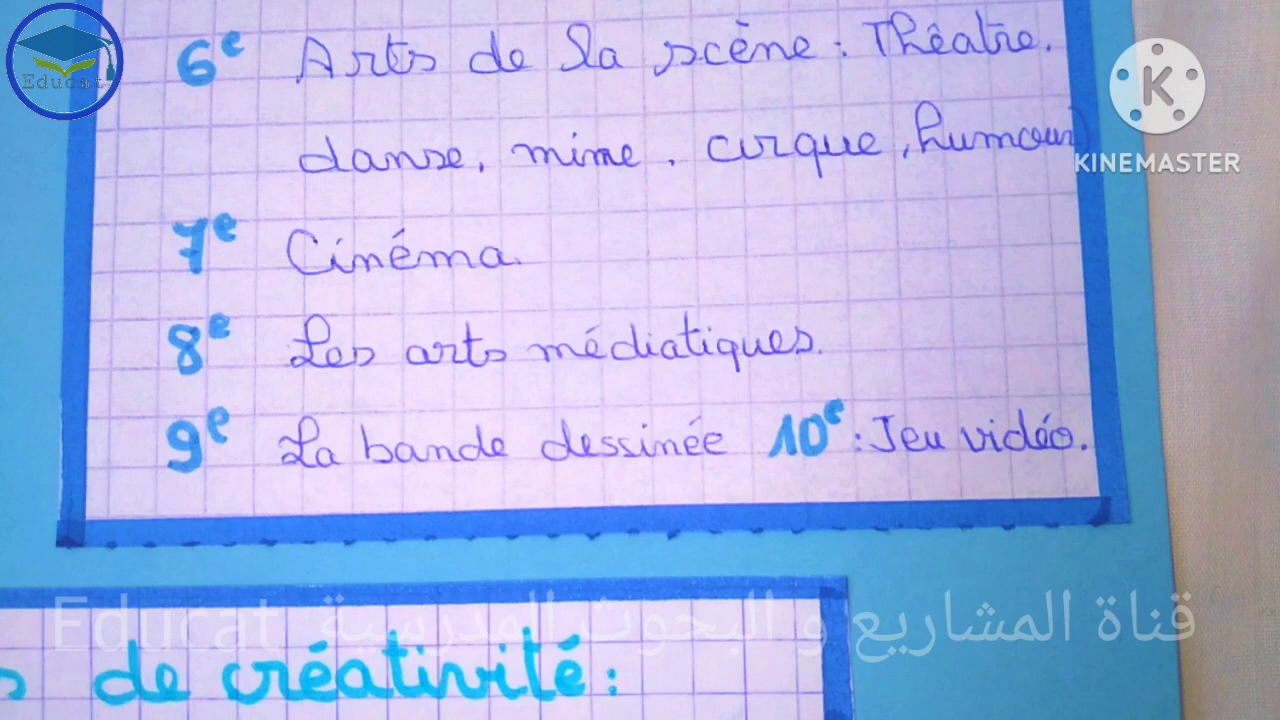 Educat
6e Arts de la scène : Théatre.
danse, mime, cirque, humour
KINEMASTER
7e Cinéma.
8e Les arts médiatiques.
9e La bande dessinée 10e : Jeu vidéo.
Educat قناة المشاريع و البحوث المدرسية
de créativité :